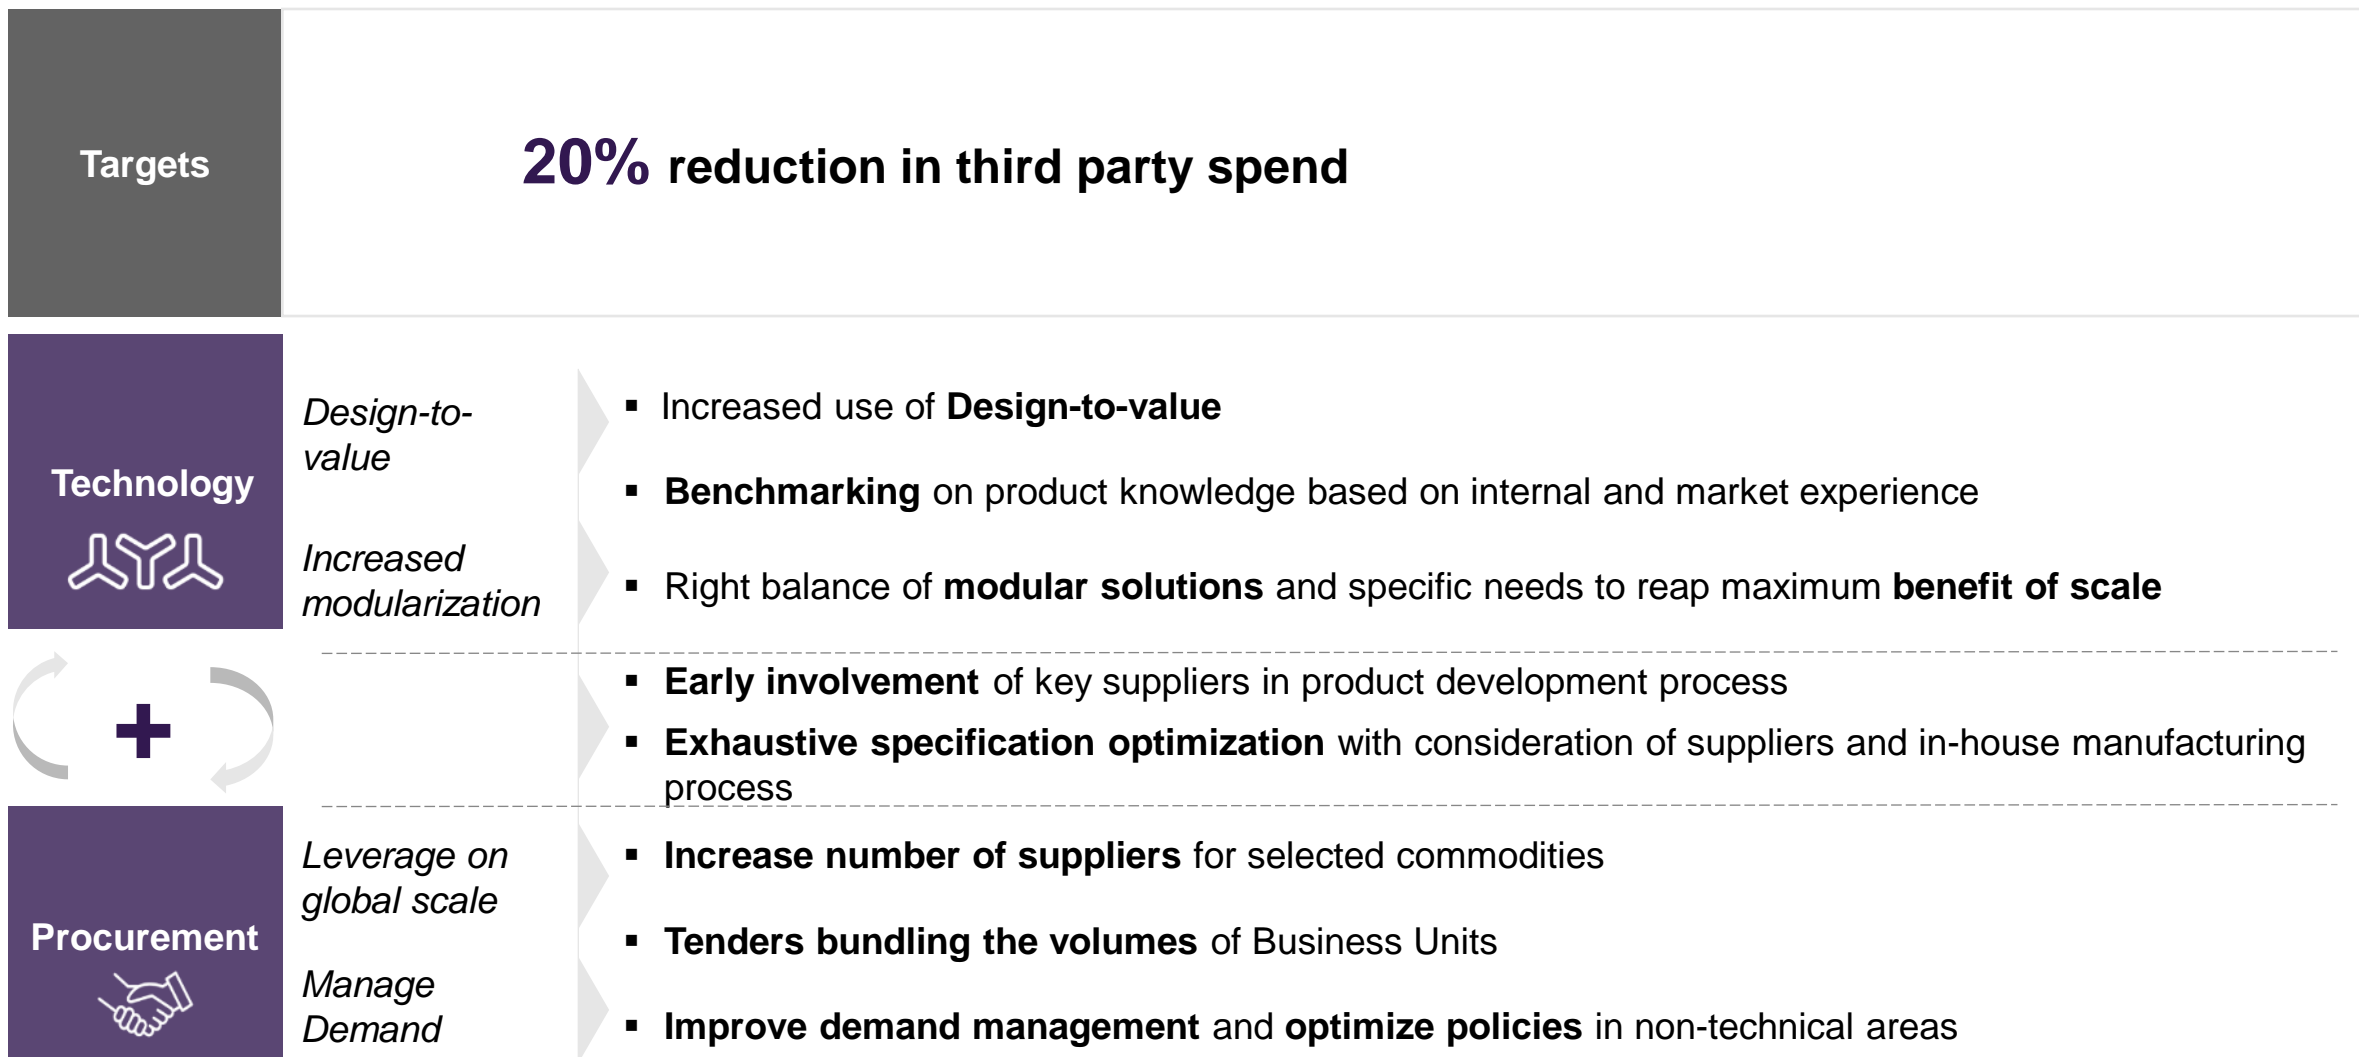 Targets
20% reduction in third party spend
Technology
Design-to-
value
▪ Increased use of Design-to-value
▪ Benchmarking on product knowledge based on internal and market experience
Increased
modularization
▪ Right balance of modular solutions and specific needs to reap maximum benefit of scale
+
▪ Early involvement of key suppliers in product development process
▪ Exhaustive specification optimization with consideration of suppliers and in-house manufacturing
process
Procurement
Leverage on
global scale
▪ Increase number of suppliers for selected commodities
▪ Tenders bundling the volumes of Business Units
Manage
Demand
▪ Improve demand management and optimize policies in non-technical areas